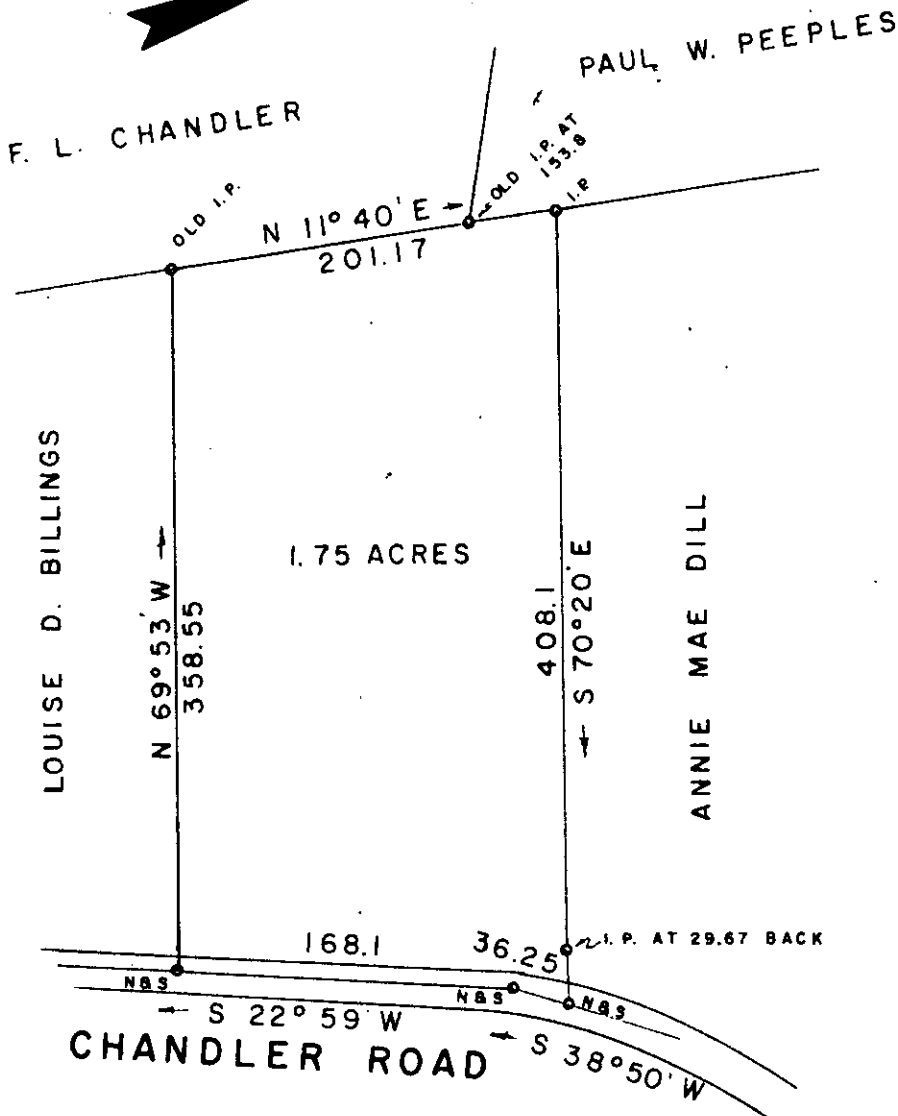 PAUL W. PEEPLES
F. L. CHANDLER
OLD I.P. AT
153.8
OLD I.P.
I.P
N 11° 40' E
201.17
LOUISE D. BILLINGS
N 69° 53' W
358.55
1.75 ACRES
408.1
S 70° 20' E
ANNIE MAE DILL
I. P. AT 29.67 BACK
168.1
36.25
N&S
N&S
N&S
S 22° 59' W
S 38° 50' W
CHANDLER ROAD